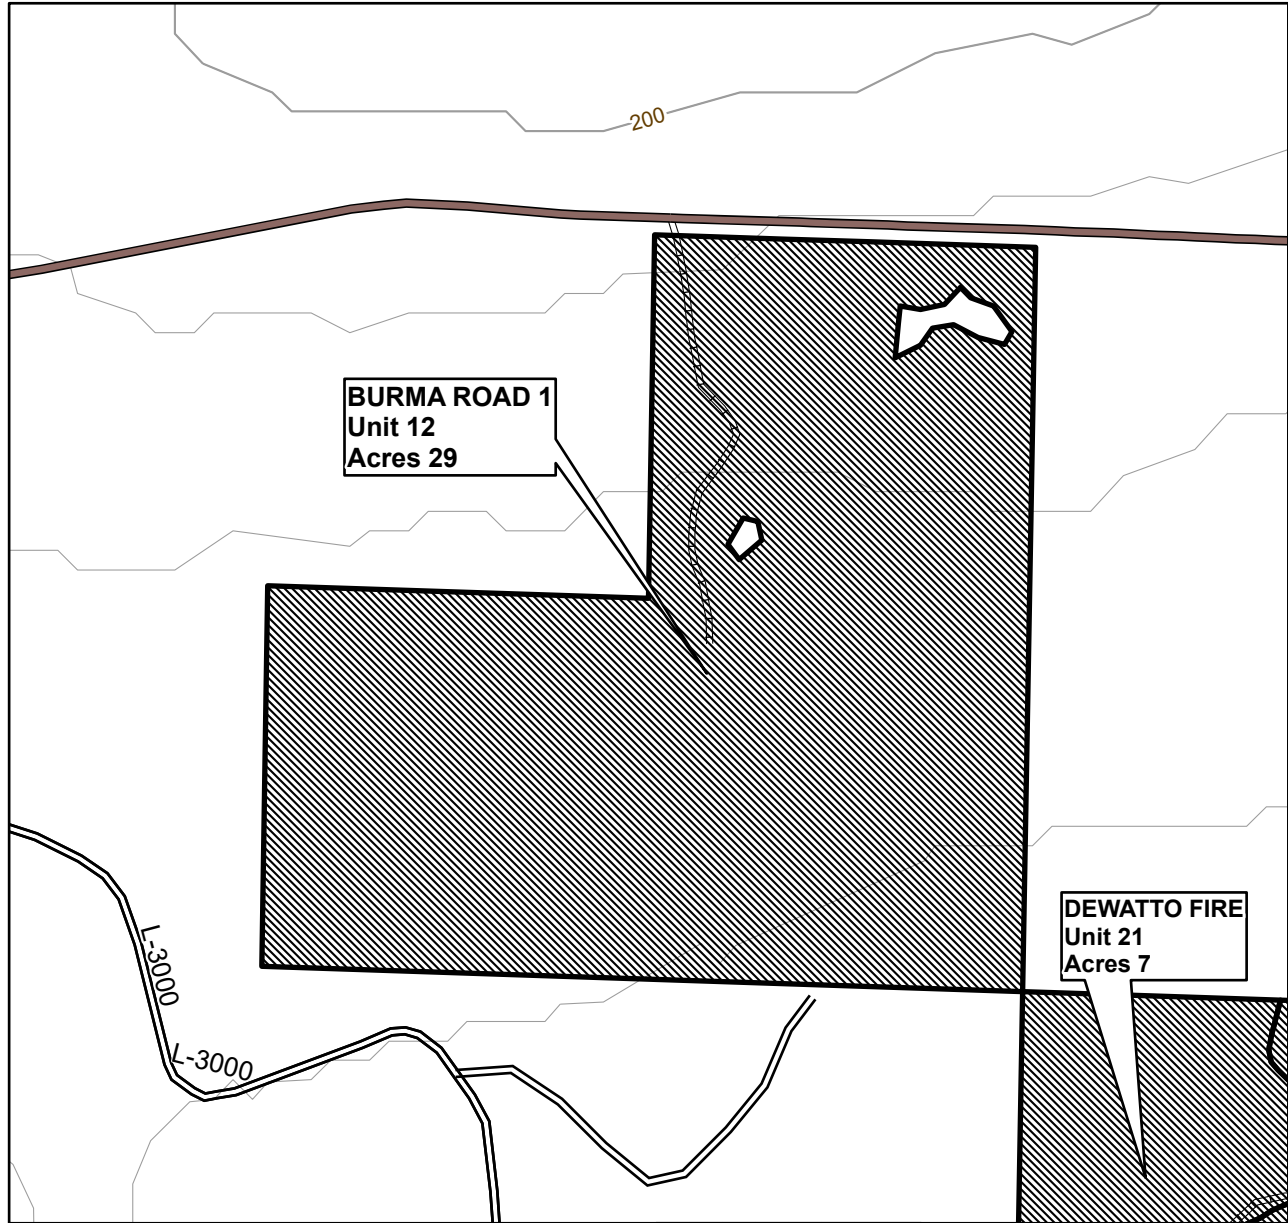 200
BURMA ROAD 1
Unit 12
Acres 29
DEWATTO FIRE
Unit 21
Acres 7
L-3000
L-3000